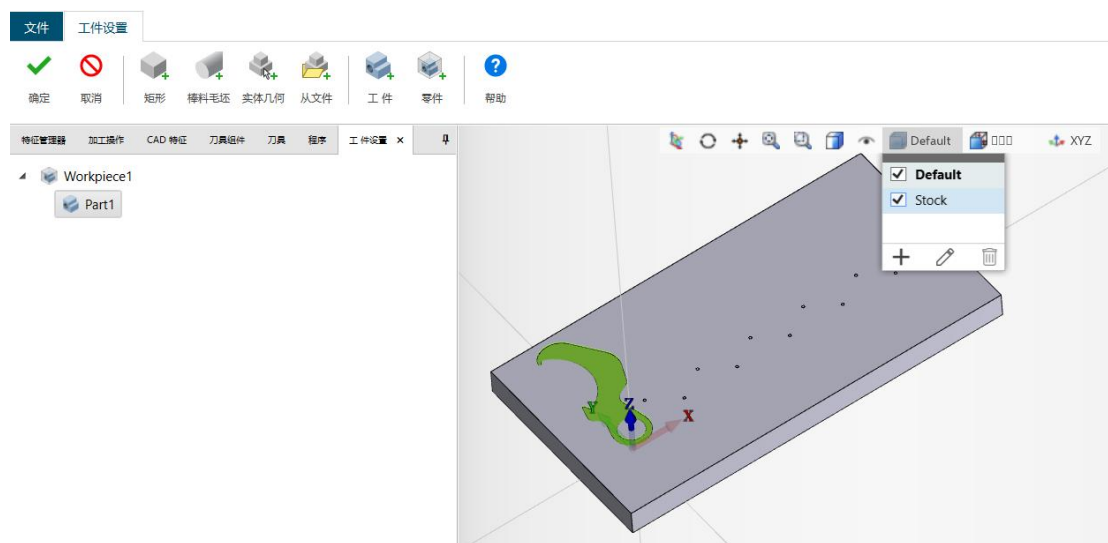 文件 工件设置
确定 取消 矩形 棒料毛坯 实体几何 从文件 工 件 零件 帮助
特征管理器 加工操作 CAD 特征 刀具组件 刀具 程序 工件设置 ×
Default XYZ
Workpiece1
Part1
Default
Stock
Y Z X